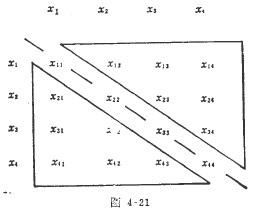 x₁ x₂ x₃ x₄
x₁ x₁₁ x₁₂ x₁₃ x₁₄
x₂ x₂₁ x₂₂ x₂₃ x₂₄
x₃ x₃₁ x₃₃ x₃₄
x₄ x₄₁ x₄₂ x₄₃ x₄₄
图 4-21